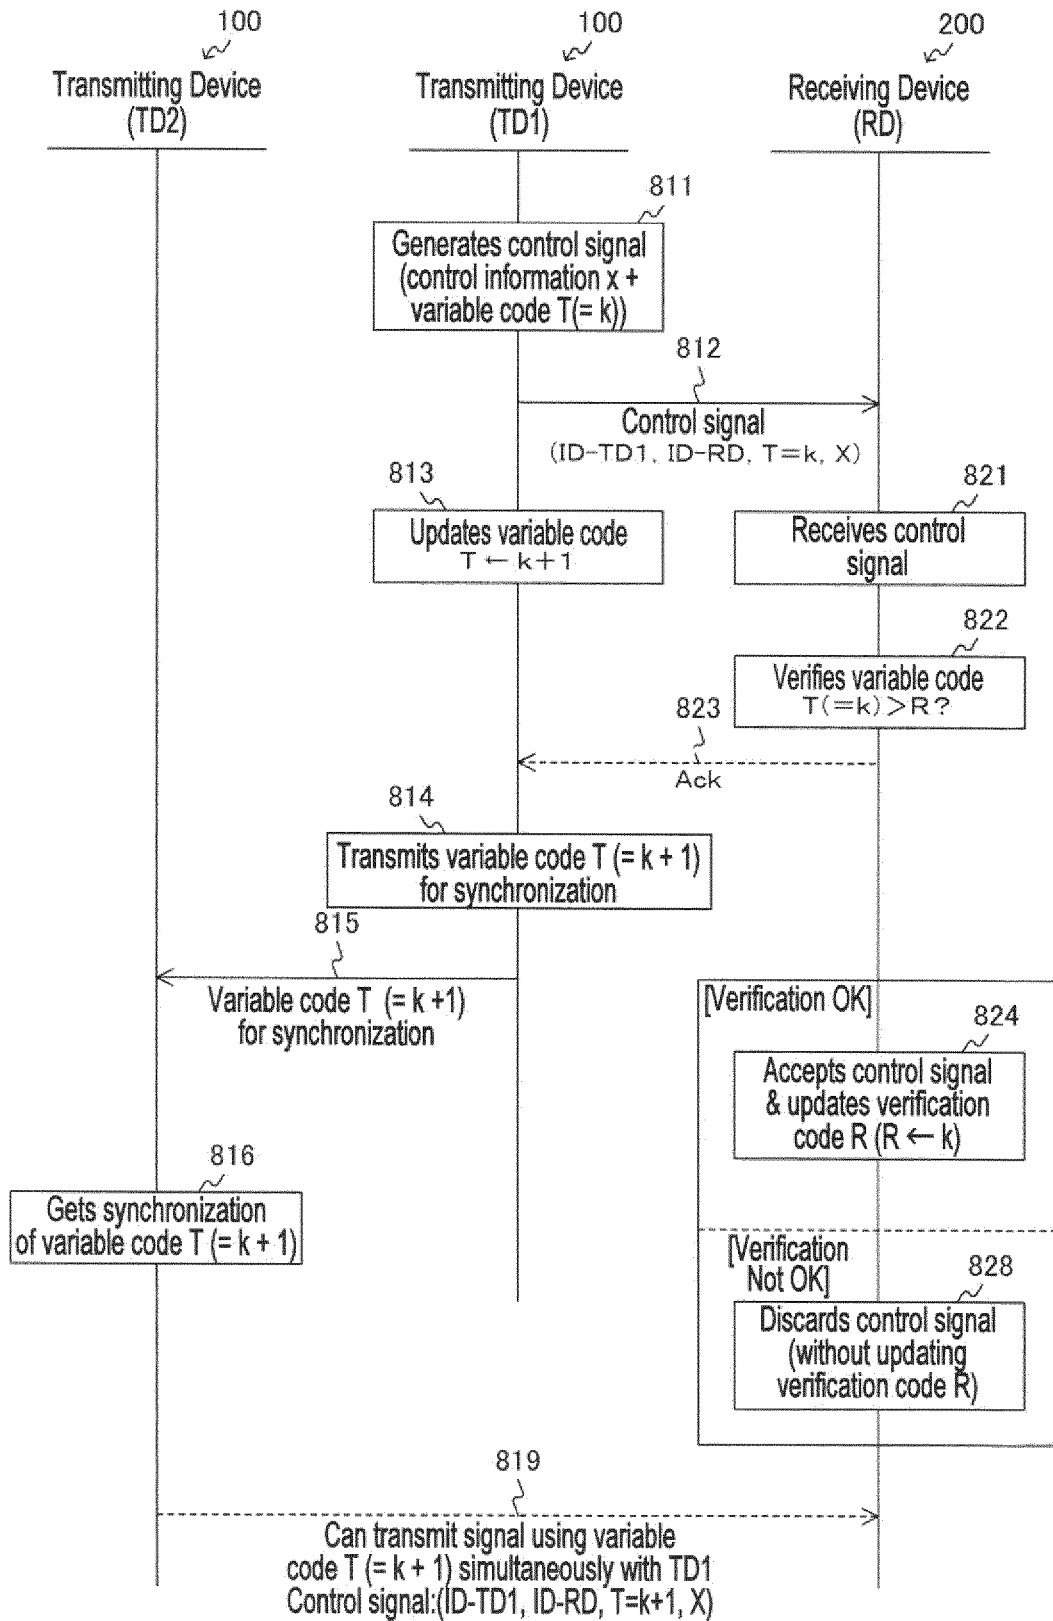 100
100
200
Transmitting Device
(TD2)
Transmitting Device
(TD1)
Receiving Device
(RD)
811
Generates control signal
(control information x +
variable code T(= k))
812
Control signal
(ID-TD1, ID-RD, T=k, X)
813
Updates variable code
T ← k+1
821
Receives control
signal
822
Verifies variable code
T(=k)>R?
823
Ack
814
Transmits variable code T (= k + 1)
for synchronization
815
Variable code T (= k +1)
for synchronization
[Verification OK]
824
Accepts control signal
& updates verification
code R (R ← k)
816
Gets synchronization
of variable code T (= k + 1)
[Verification
Not OK]
828
Discards control signal
(without updating
verification code R)
819
Can transmit signal using variable
code T (= k + 1) simultaneously with TD1
Control signal:(ID-TD1, ID-RD, T=k+1, X)